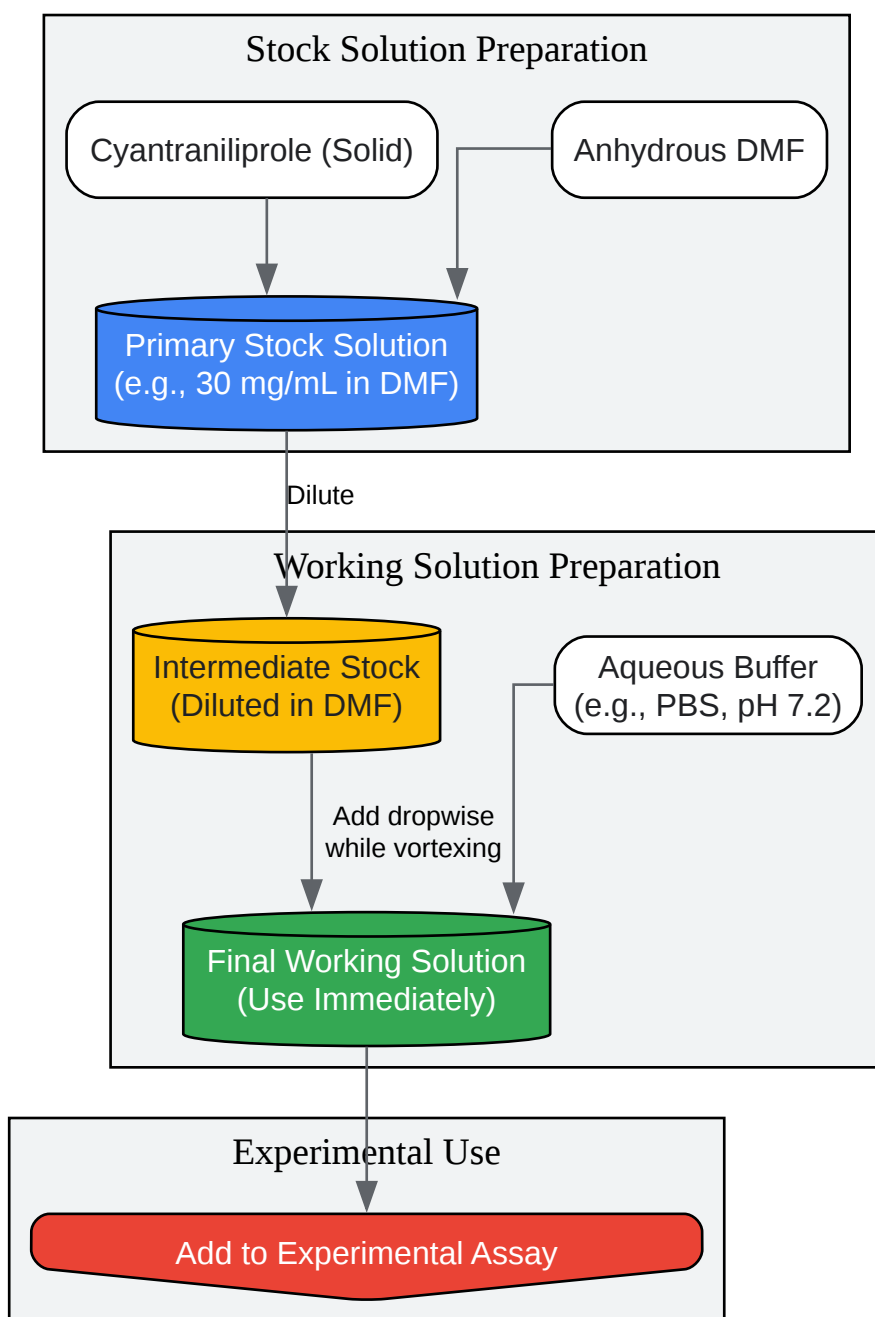 Stock Solution Preparation
Cyantraniliprole (Solid)
Anhydrous DMF
Primary Stock Solution
(e.g., 30 mg/mL in DMF)
Dilute
Working Solution Preparation
Intermediate Stock
(Diluted in DMF)
Aqueous Buffer
(e.g., PBS, pH 7.2)
Add dropwise
while vortexing
Final Working Solution
(Use Immediately)
Experimental Use
Add to Experimental Assay